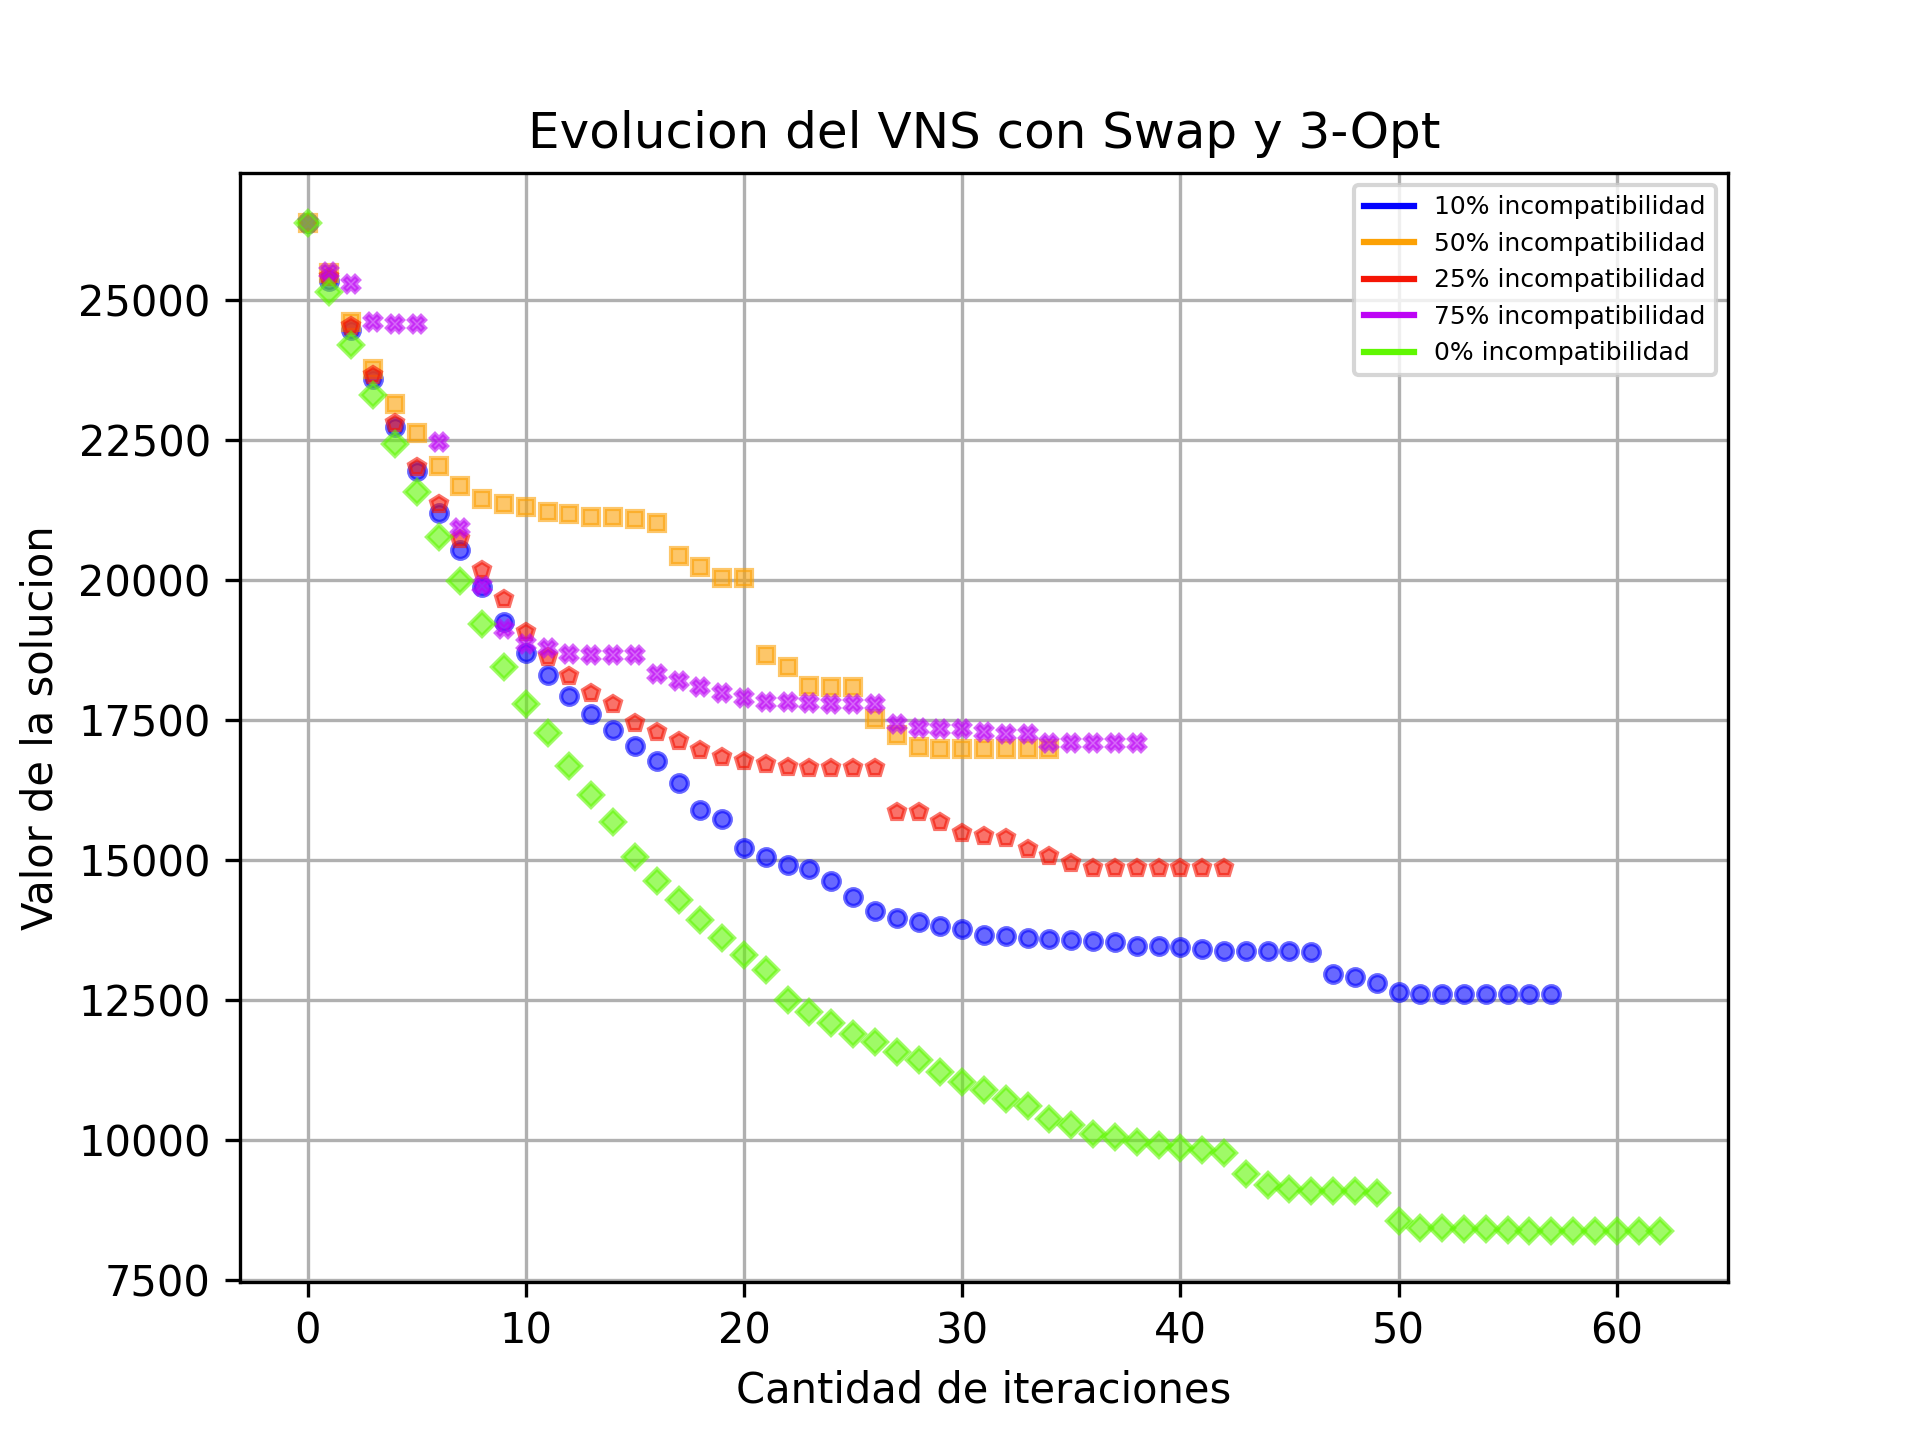 Evolucion del VNS con Swap y 3-Opt
10% incompatibilidad
50% incompatibilidad
25% incompatibilidad
75% incompatibilidad
0% incompatibilidad
Valor de la solucion
25000
22500
20000
17500
15000
12500
10000
7500
0 10 20 30 40 50 60
Cantidad de iteraciones